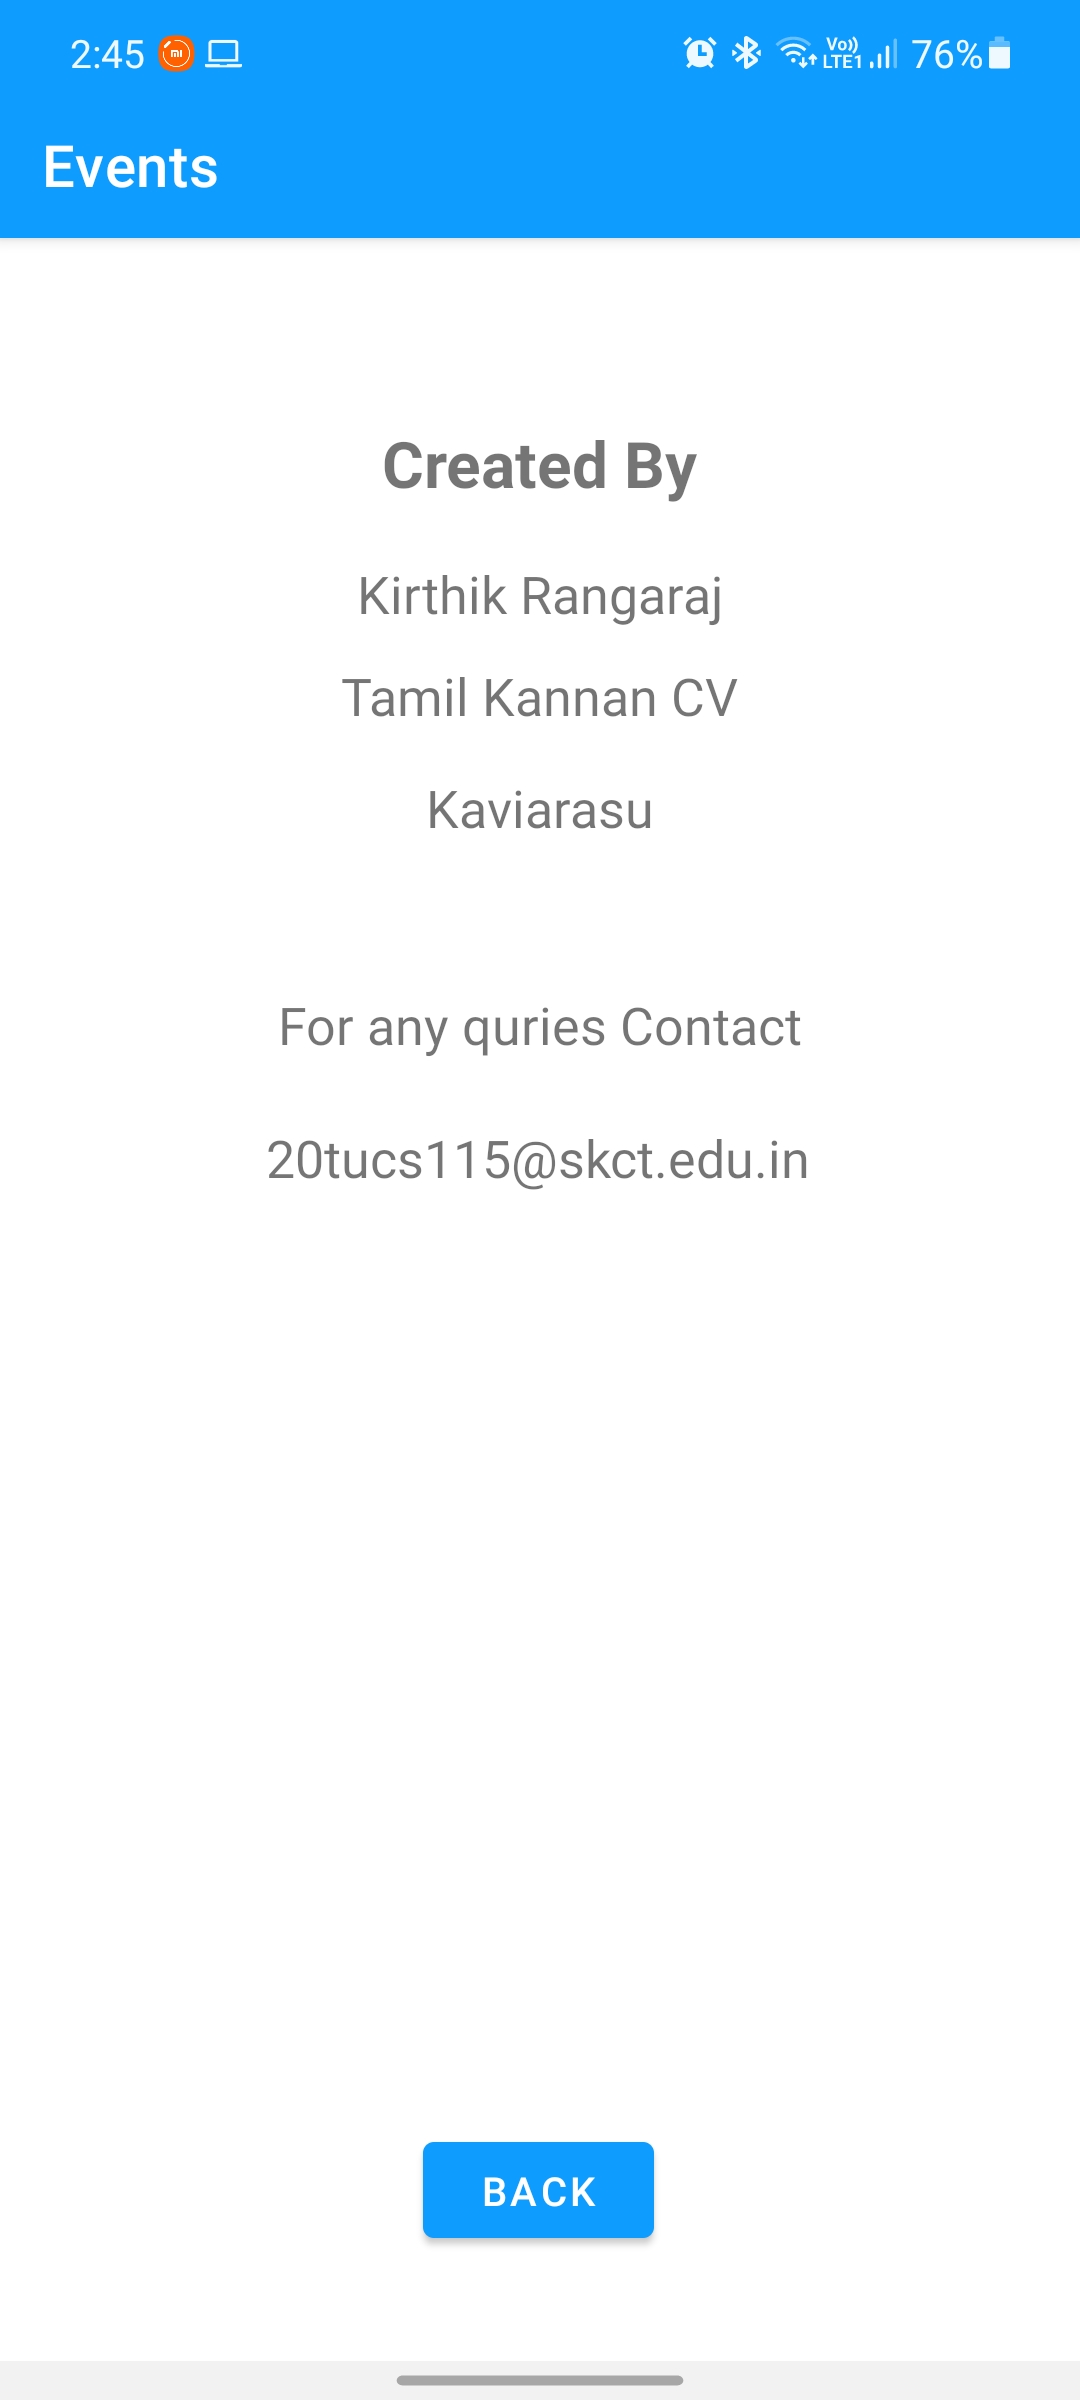 2:45 mi Vo)) LTE1 76%
Events
Created By
Kirthik Rangaraj
Tamil Kannan CV
Kaviarasu
For any quries Contact
20tucs115@skct.edu.in
BACK